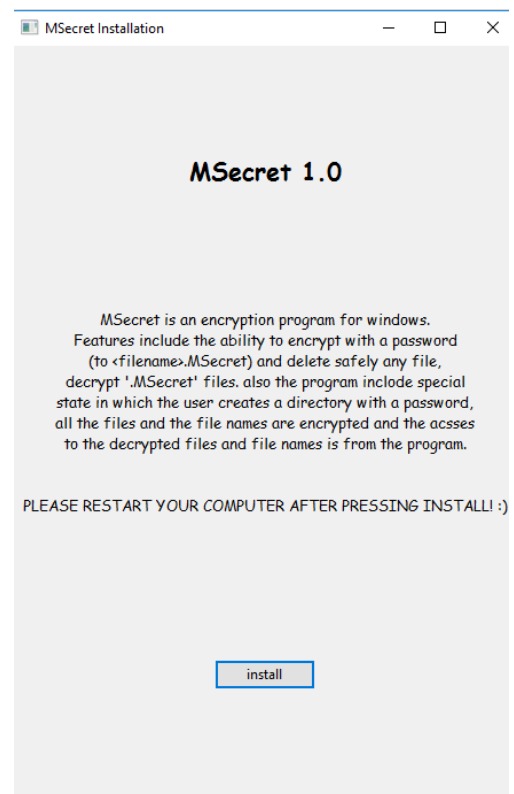 MSecret Installation
MSecret 1.0
MSecret is an encryption program for windows.
Features include the ability to encrypt with a password
(to <filename>.MSecret) and delete safely any file,
decrypt '.MSecret' files. also the program inclode special
state in which the user creates a directory with a password,
all the files and the file names are encrypted and the acsses
to the decrypted files and file names is from the program.
PLEASE RESTART YOUR COMPUTER AFTER PRESSING INSTALL! :)
install